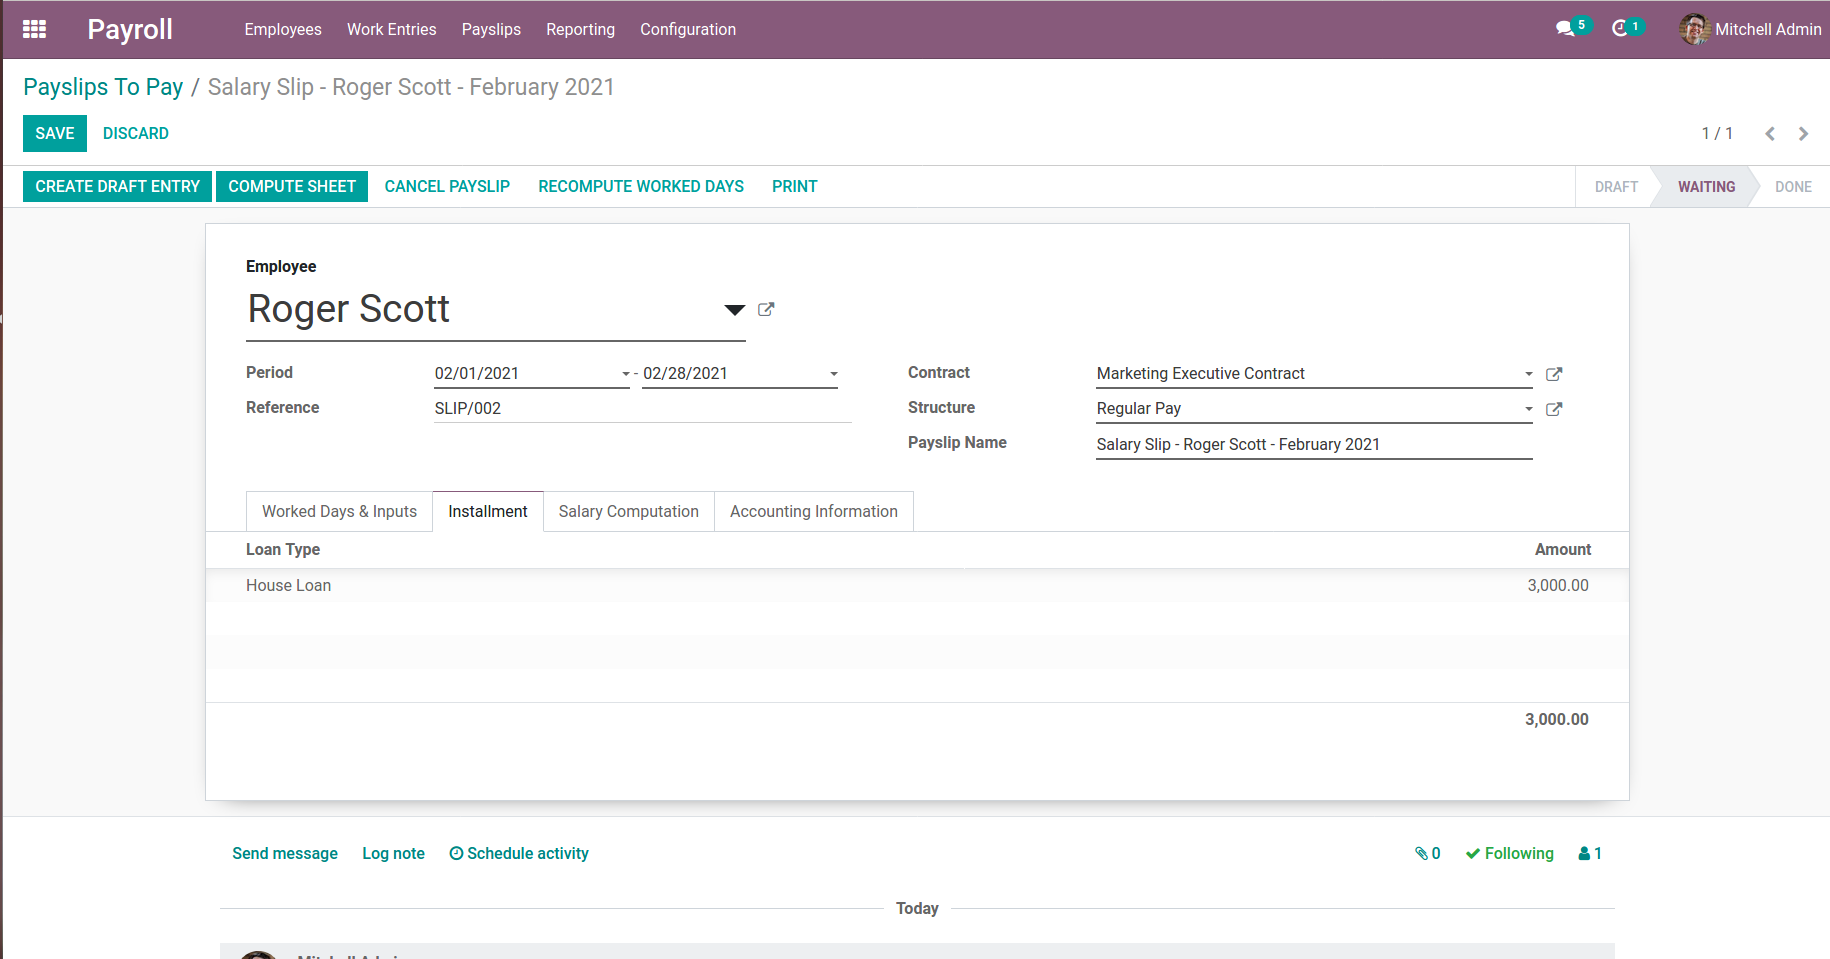 Payroll Employees Work Entries Payslips Reporting Configuration 5 1 Mitchell Admin
Payslips To Pay / Salary Slip - Roger Scott - February 2021
SAVE DISCARD 1 / 1
CREATE DRAFT ENTRY COMPUTE SHEET CANCEL PAYSLIP RECOMPUTE WORKED DAYS PRINT DRAFT WAITING DONE
Employee
Roger Scott
Period 02/01/2021 - 02/28/2021 Contract Marketing Executive Contract
Reference SLIP/002 Structure Regular Pay
Payslip Name Salary Slip - Roger Scott - February 2021
Worked Days & Inputs Installment Salary Computation Accounting Information
Loan Type Amount
House Loan 3,000.00
3,000.00
Send message Log note Schedule activity 0 Following 1
Today